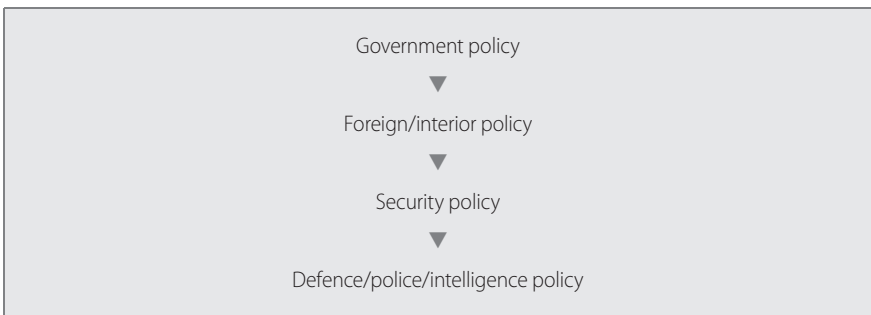 Government policy
Foreign/interior policy
Security policy
Defence/police/intelligence policy